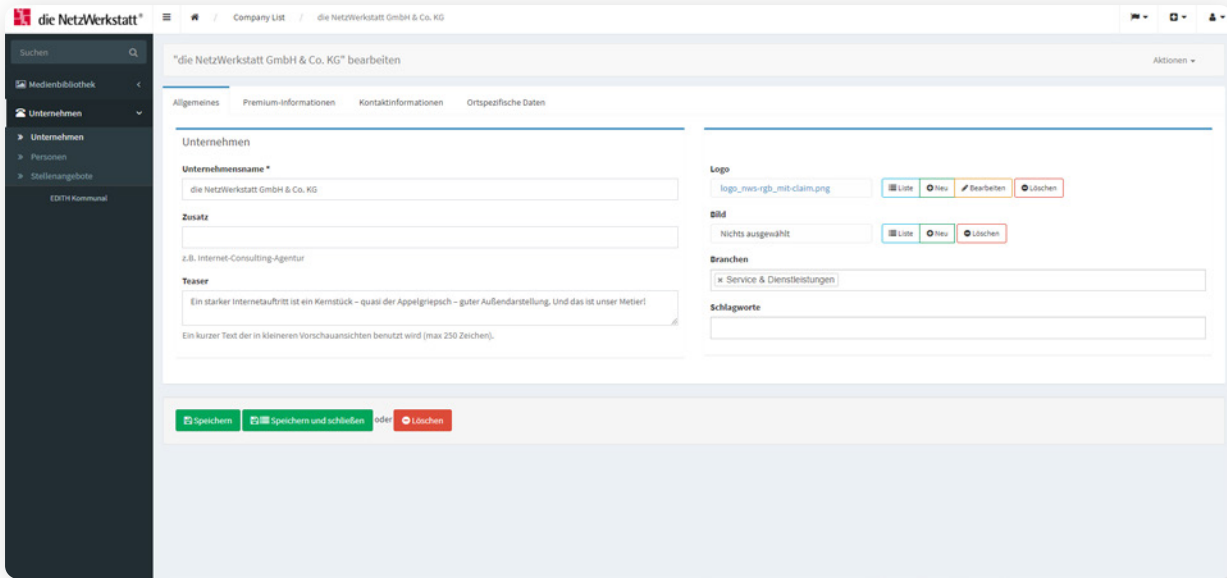 die NetzWerkstatt®
/ Company List / die NetzWerkstatt GmbH & Co. KG
Suchen
Medienbibliothek
Unternehmen
» Unternehmen
» Personen
» Stellenangebote
EDITH Kommunal
"die NetzWerkstatt GmbH & Co. KG" bearbeiten
Aktionen
Allgemeines Premium-Informationen Kontaktinformationen Ortspezifische Daten
Unternehmen
Unternehmensname *
die NetzWerkstatt GmbH & Co. KG
Zusatz
z.B. Internet-Consulting-Agentur
Teaser
Ein starker Internetauftritt ist ein Kernstück – quasi der Appelgriepsch – guter Außendarstellung. Und das ist unser Metier!
Ein kurzer Text der in kleineren Vorschauansichten benutzt wird (max 250 Zeichen).
Logo
logo_nws-rgb_mit-claim.png Liste Neu Bearbeiten Löschen
Bild
Nichts ausgewählt Liste Neu Löschen
Branchen
× Service & Dienstleistungen
Schlagworte
Speichern Speichern und schließen oder Löschen